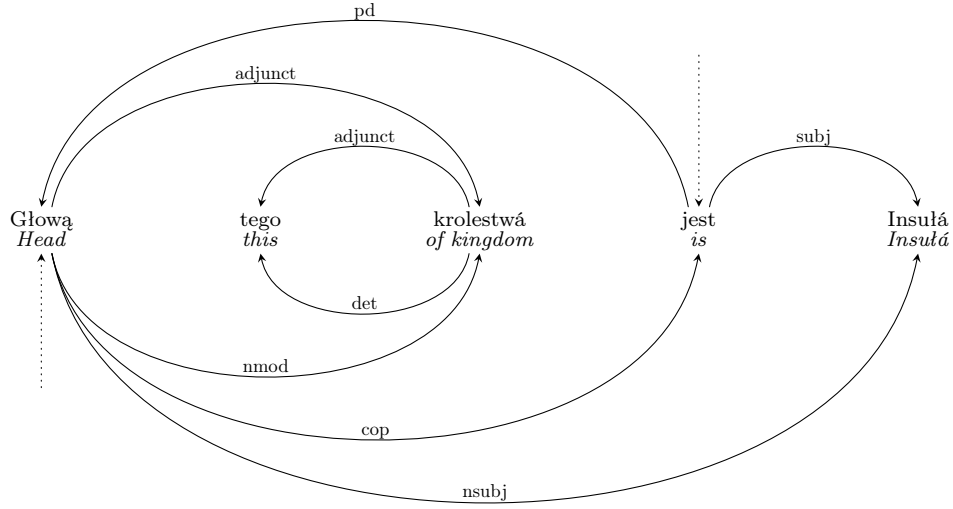 pd
adjunct
adjunct
subj
Głową tego krolestwá jest Insułá
Head this of kingdom is Insułá
det
nmod
cop
nsubj